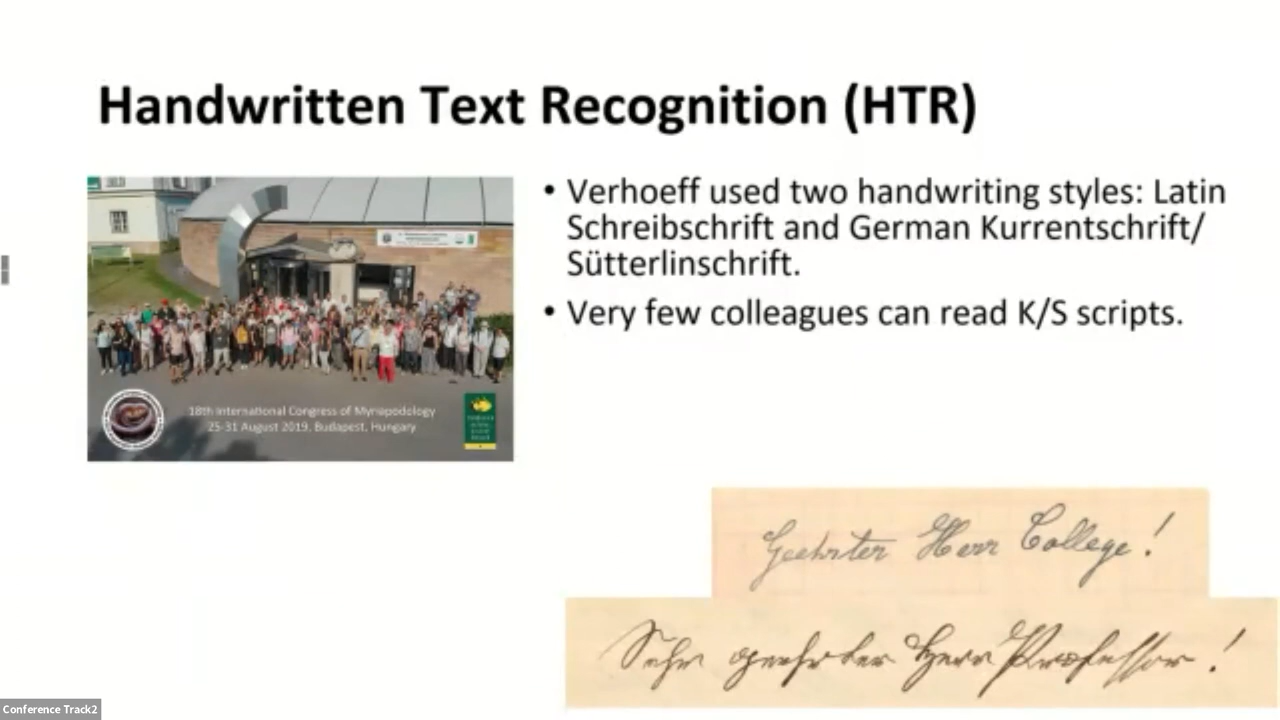 Handwritten Text Recognition (HTR)
• Verhoeff used two handwriting styles: Latin
Schreibschrift and German Kurrentschrift/
Sütterlinschrift.
• Very few colleagues can read K/S scripts.
18th International Congress of Myriapodology
25-31 August 2019, Budapest, Hungary
Geehrter Herr College!
Sehr geehrter Herr Professor!
Conference Track2